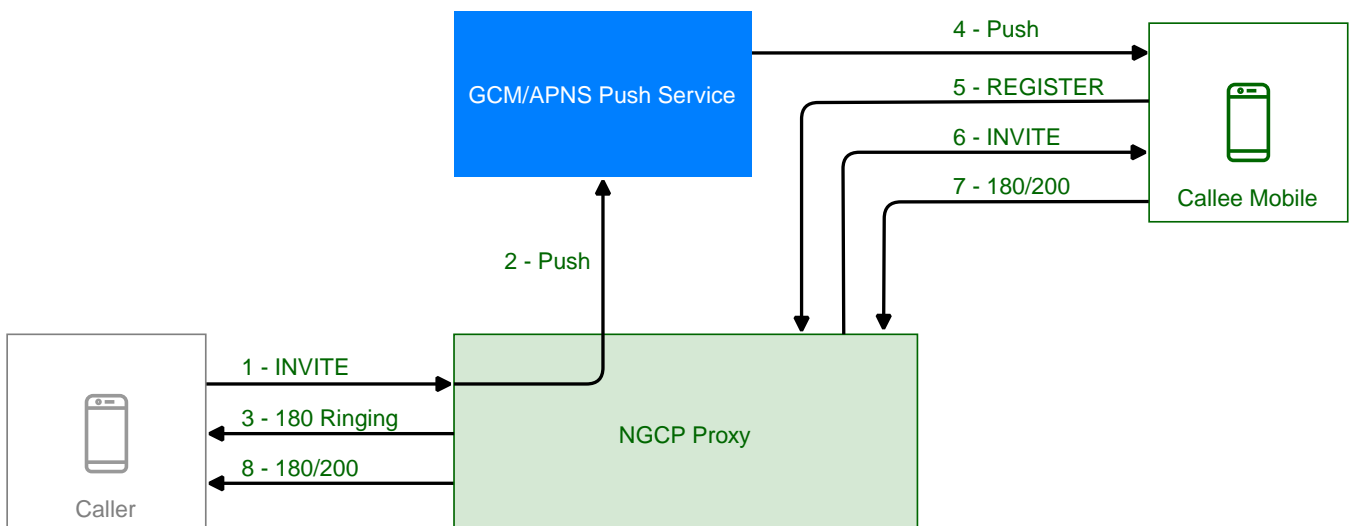 4 - Push
GCM/APNS Push Service
5 - REGISTER
6 - INVITE
7 - 180/200
Callee Mobile
2 - Push
1 - INVITE
3 - 180 Ringing
NGCP Proxy
8 - 180/200
Caller